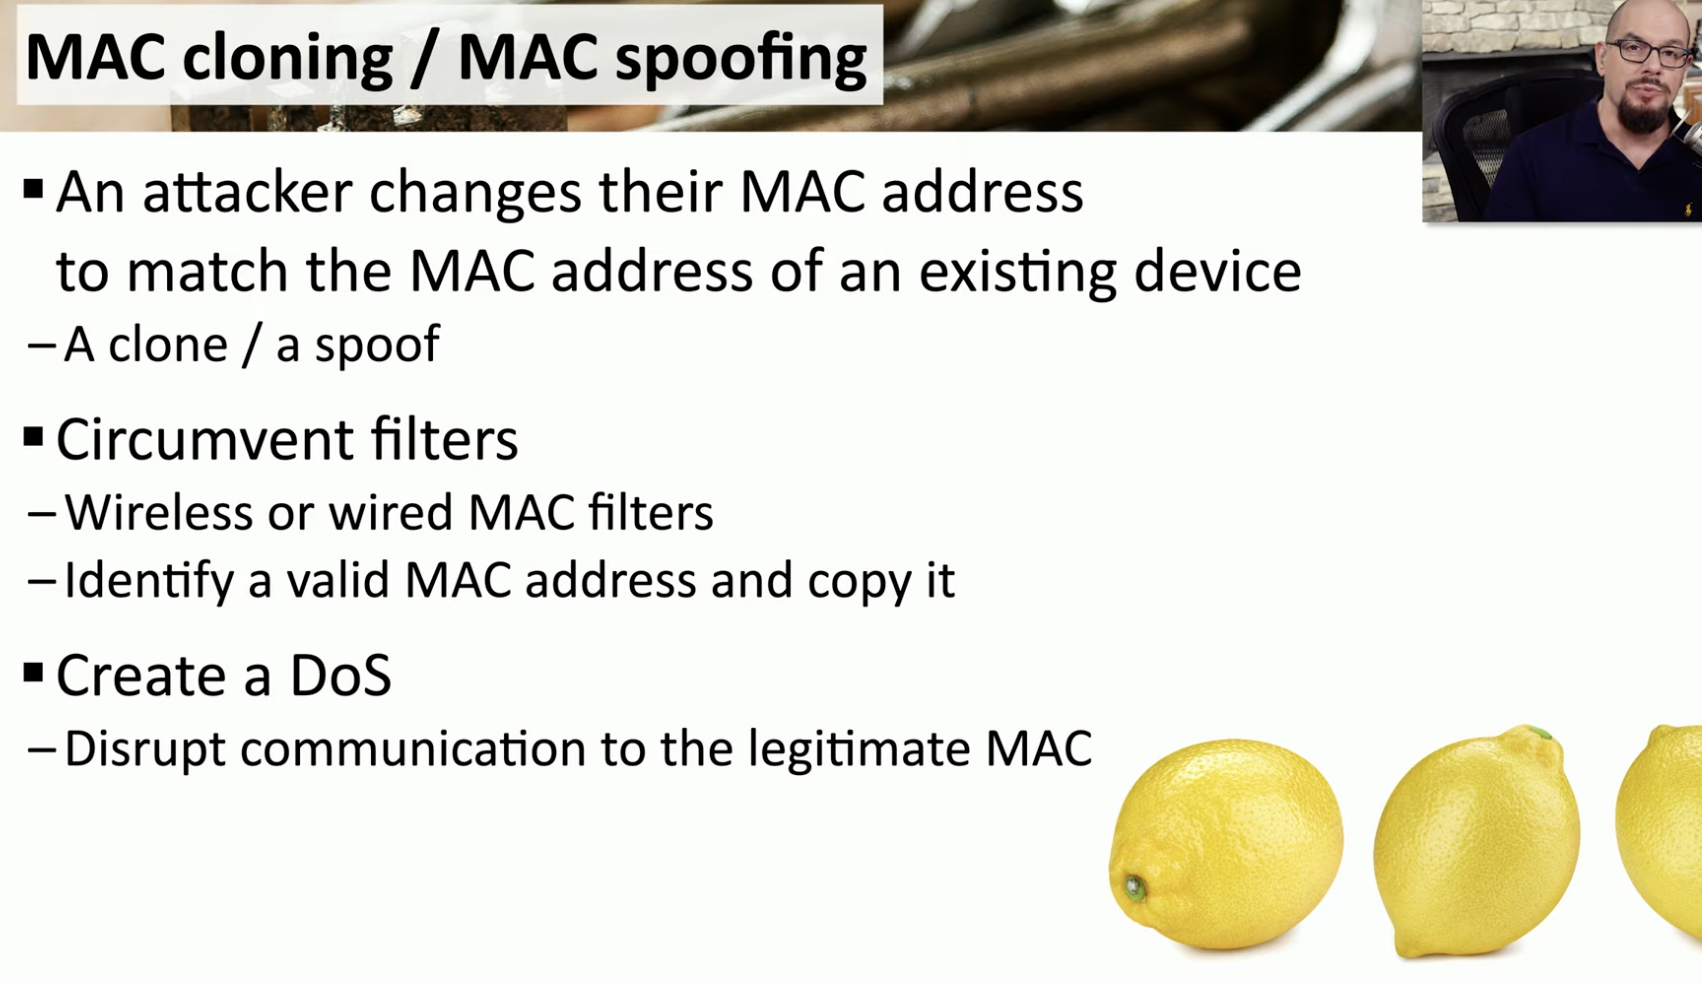 MAC cloning / MAC spoofing
▪ An attacker changes their MAC address
to match the MAC address of an existing device
– A clone / a spoof
▪ Circumvent filters
– Wireless or wired MAC filters
– Identify a valid MAC address and copy it
▪ Create a DoS
– Disrupt communication to the legitimate MAC